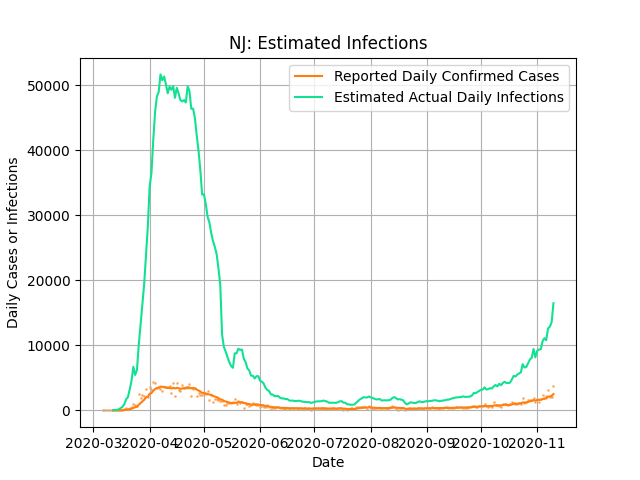 NJ: Estimated Infections
Reported Daily Confirmed Cases
Estimated Actual Daily Infections
Daily Cases or Infections
50000
40000
30000
20000
10000
0
2020-03 2020-04 2020-05 2020-06 2020-07 2020-08 2020-09 2020-10 2020-11
Date